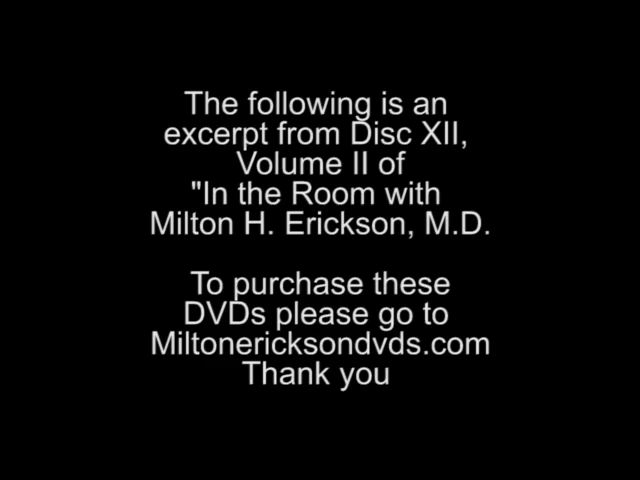 The following is an
excerpt from Disc XII,
Volume II of
"In the Room with
Milton H. Erickson, M.D.
To purchase these
DVDs please go to
Miltonericksondvds.com
Thank you